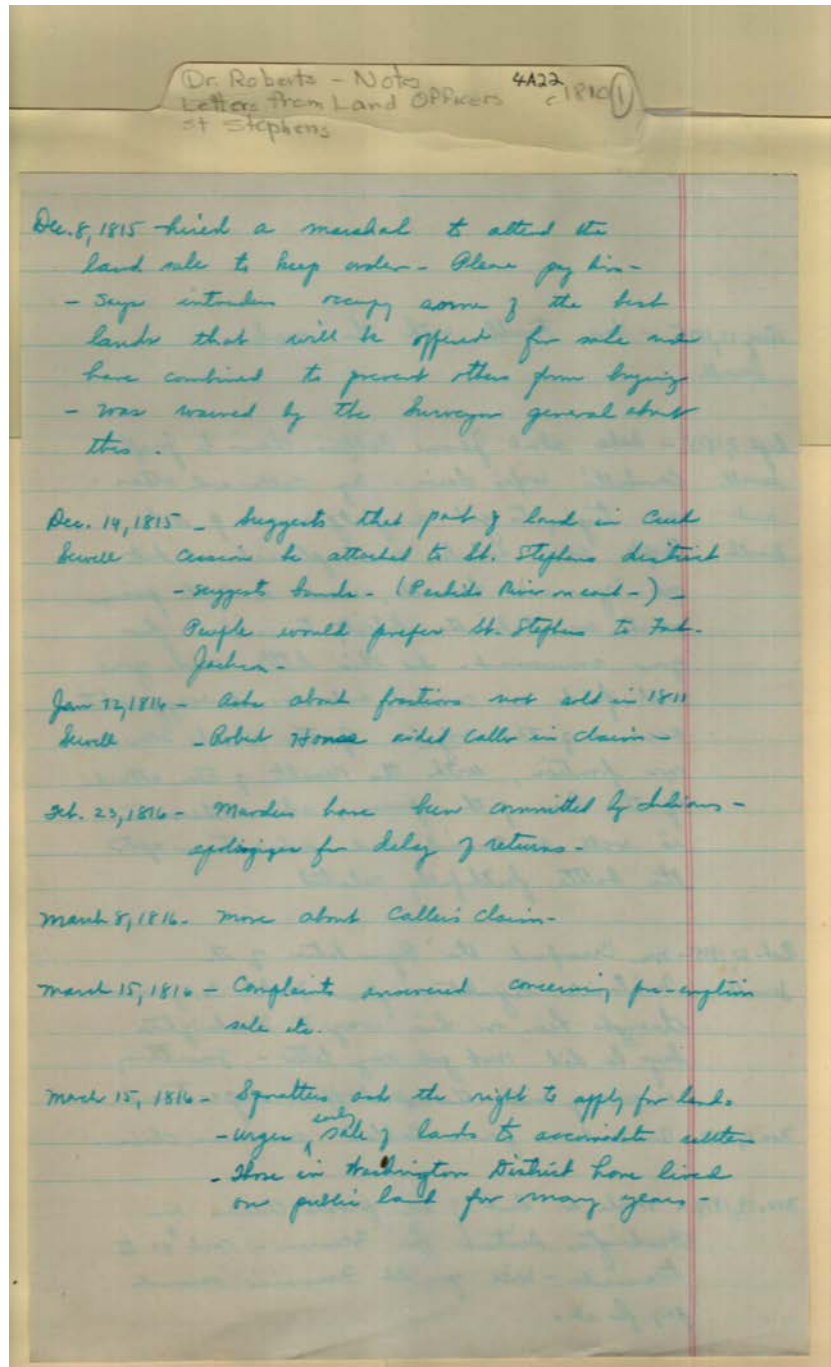 Dr. Roberts - Notes 4A22
Letters from Land Officers c 1810 1
St Stephens
Dec. 8, 1815 - hired a marshal to attend the
land sale to keep order - Please pay him -
- Says intruders occupy some of the best
lands that will be offered for sale and
have combined to prevent others from buying
- was warned by the Surveyor general about
this.
Dec. 14, 1815 - Suggests that part of land in Creek
Sewell cession be attached to St. Stephens district
- suggests bounds - (Perdido River on east -) -
People would prefer St. Stephens to Fort
Jackson -
Jan 12, 1816 - Asks about fractions not sold in 1811
Sewell - Robert House aided Caller in claim -
Feb. 23, 1816 - Murders have been committed by Indians -
apologizes for delay of returns -
March 8, 1816 - More about Caller's claim -
March 15, 1816 - Complaints answered concerning pre-emption
sale etc.
March 15, 1816 - Squatters ask the right to apply for lands
- urges early sale of lands to accomidate settlers
- Those in Washington District have lived
on public land for many years -